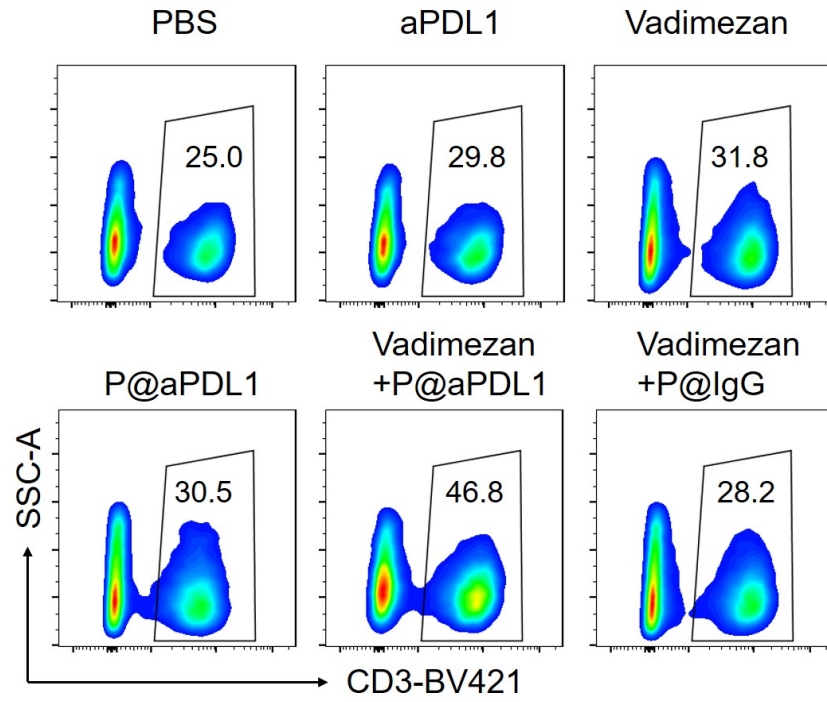 PBS
aPDL1
Vadimezan
25.0
29.8
31.8
P@aPDL1
Vadimezan
+P@aPDL1
Vadimezan
+P@IgG
30.5
46.8
28.2
SSC-A
CD3-BV421